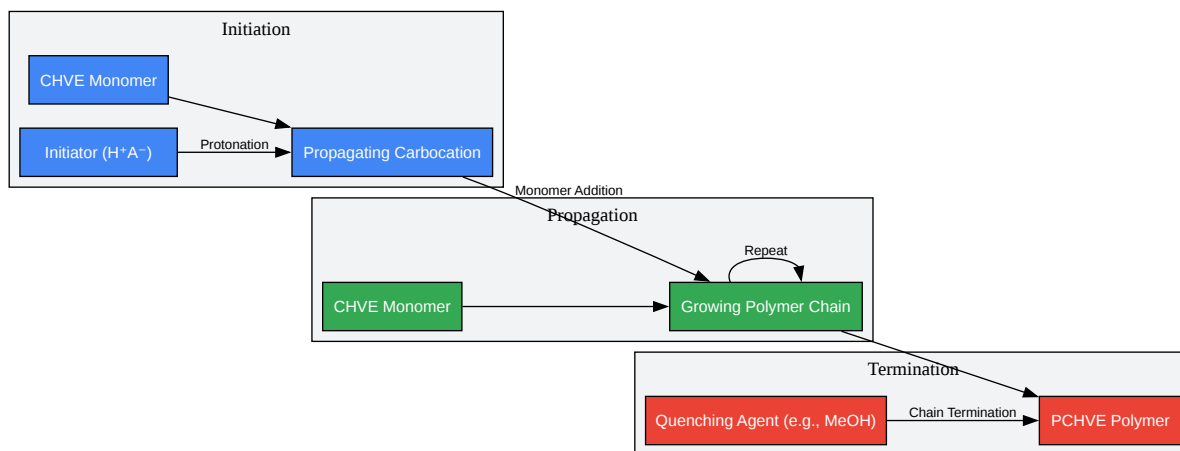 Initiation
CHVE Monomer
Initiator (H⁺A⁻)
Protonation
Propagating Carbocation
Monomer Addition
Propagation
Repeat
CHVE Monomer
Growing Polymer Chain
Termination
Quenching Agent (e.g., MeOH)
Chain Termination
PCHVE Polymer